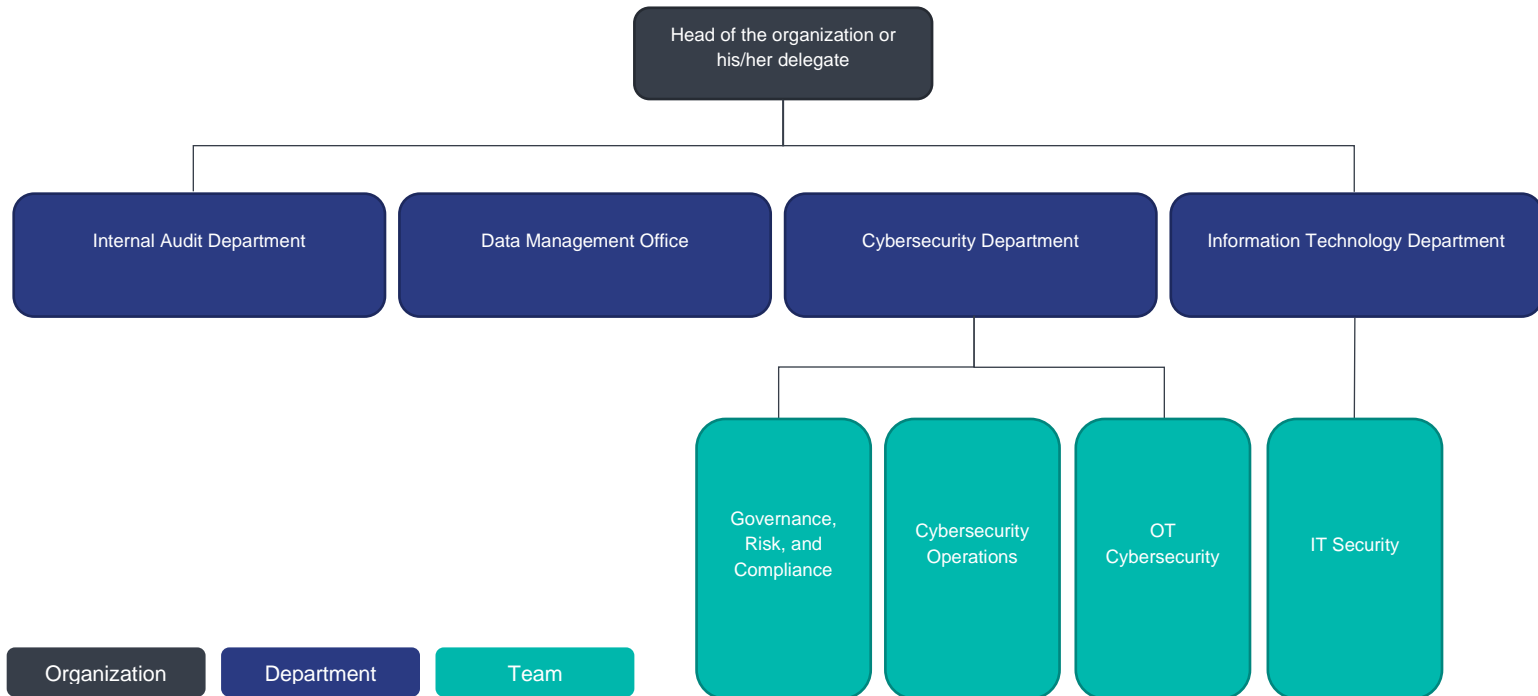 Head of the organization or
his/her delegate
Internal Audit Department
Data Management Office
Cybersecurity Department
Information Technology Department
Governance,
Risk, and
Compliance
Cybersecurity
Operations
OT
Cybersecurity
IT Security
Organization
Department
Team